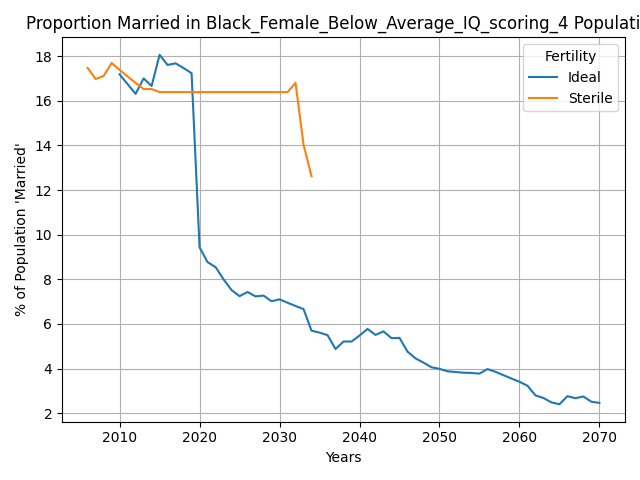 Proportion Married in Black_Female_Below_Average_IQ_scoring_4 Populati
% of Population 'Married'
18
16
14
12
10
8
6
4
2
Fertility
Ideal
Sterile
2010 2020 2030 2040 2050 2060 2070
Years